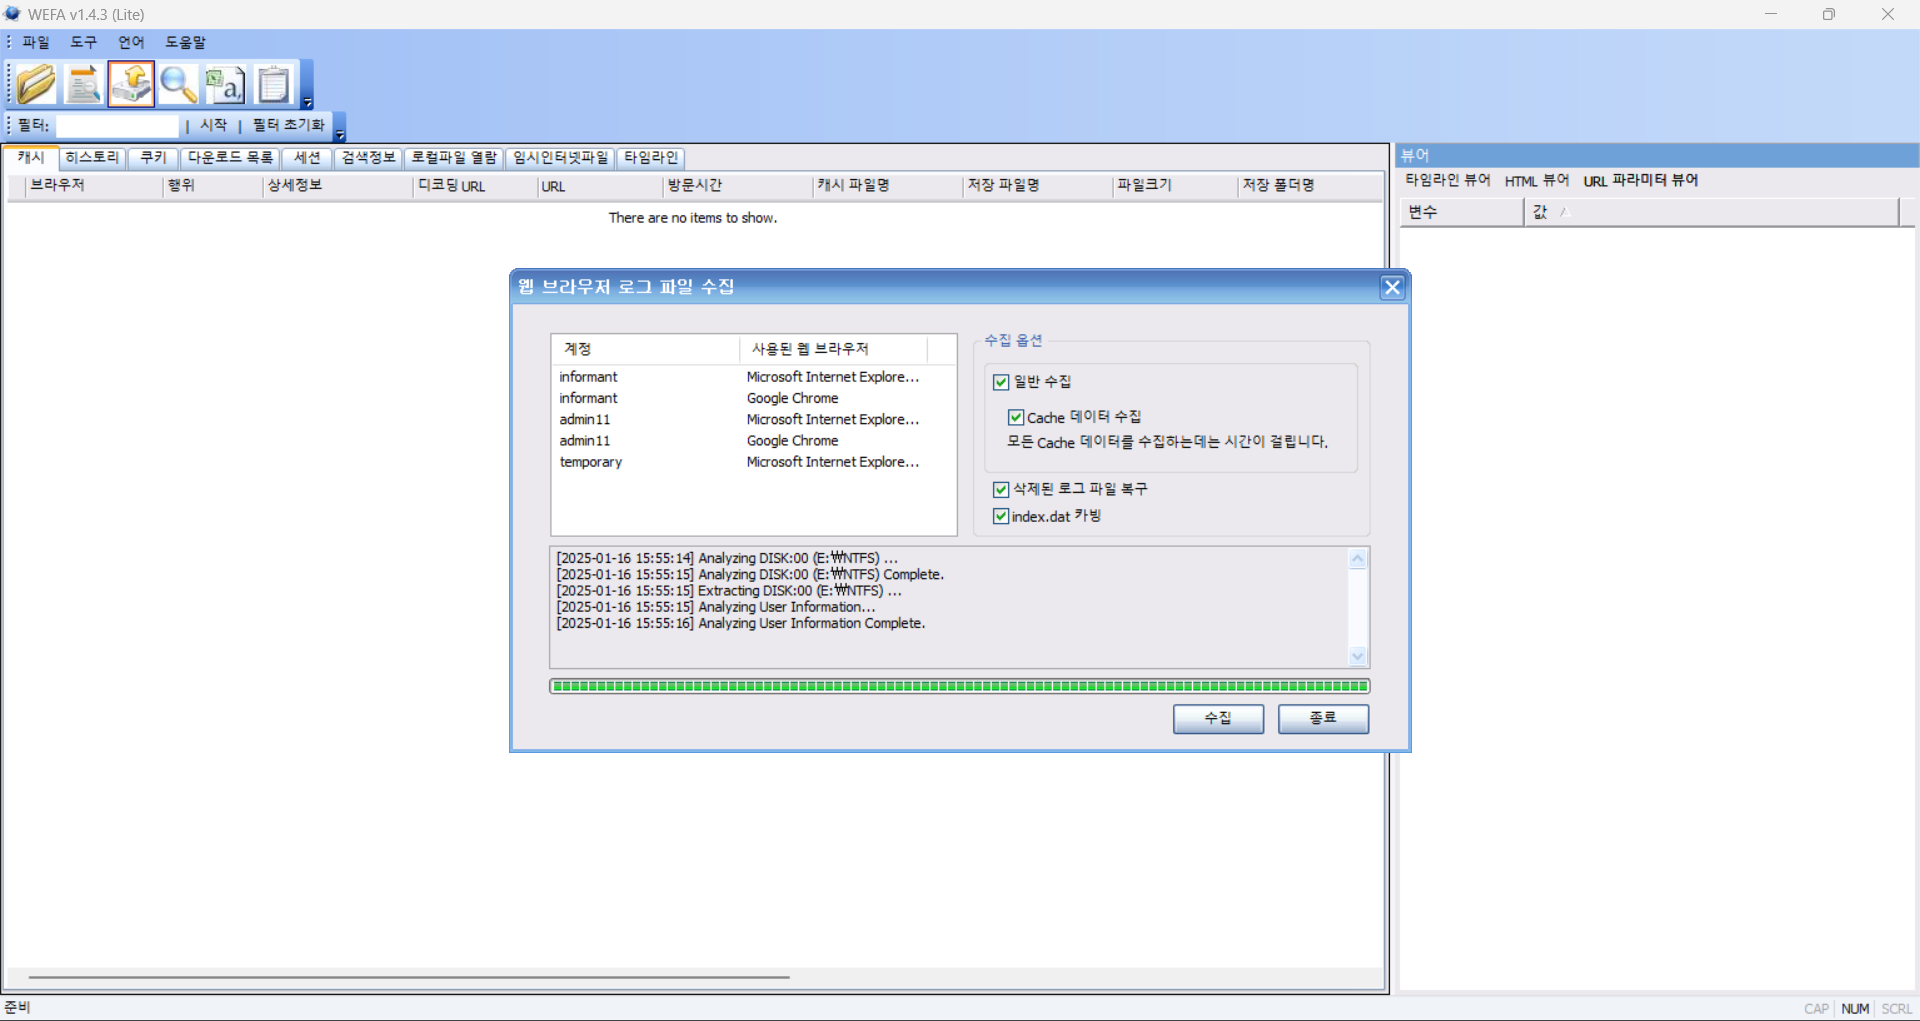 WEFA v1.4.3 (Lite)
파일 도구 언어 도움말
필터: | 시작 | 필터 초기화
캐시 히스토리 쿠키 다운로드 목록 세션 검색정보 로컬파일 열람 임시인터넷파일 타임라인
브라우저 행위 상세정보 디코딩 URL URL 방문시간 캐시 파일명 저장 파일명 파일크기 저장 폴더명
There are no items to show.
뷰어
타임라인 뷰어 HTML 뷰어 URL 파라미터 뷰어
변수 값
웹 브라우저 로그 파일 수집
계정 사용된 웹 브라우저
informant Microsoft Internet Explore...
informant Google Chrome
admin11 Microsoft Internet Explore...
admin11 Google Chrome
temporary Microsoft Internet Explore...
수집 옵션
일반 수집
Cache 데이터 수집
모든 Cache 데이터를 수집하는데는 시간이 걸립니다.
삭제된 로그 파일 복구
index.dat 카빙
[2025-01-16 15:55:14] Analyzing DISK:00 (E:₩NTFS) ...
[2025-01-16 15:55:15] Analyzing DISK:00 (E:₩NTFS) Complete.
[2025-01-16 15:55:15] Extracting DISK:00 (E:₩NTFS) ...
[2025-01-16 15:55:15] Analyzing User Information...
[2025-01-16 15:55:16] Analyzing User Information Complete.
수집 종료
준비
CAP NUM SCRL